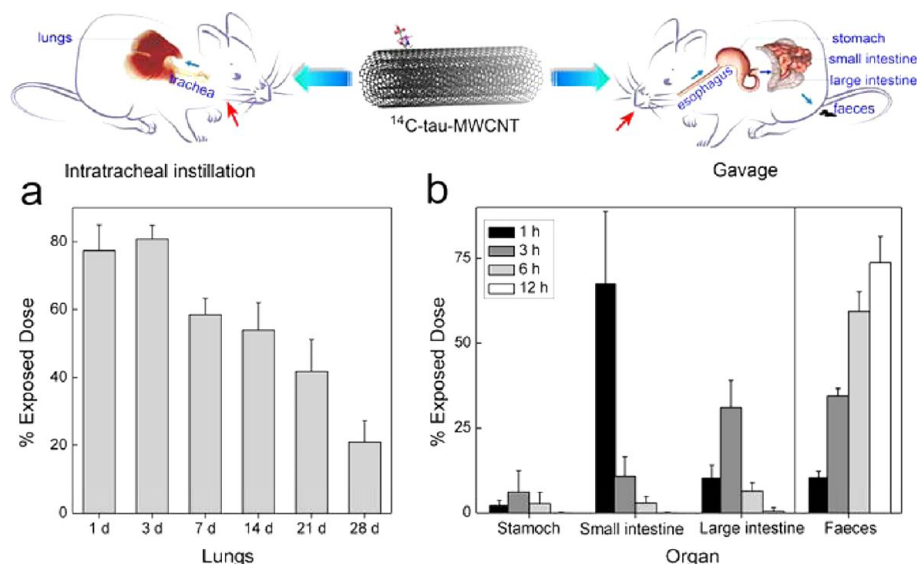 lungs
trachea
Intratracheal instillation
¹⁴C-tau-MWCNT
esophagus
stomach
small intestine
large intestine
faeces
Gavage
a
% Exposed Dose
80
60
40
20
0
1 d 3 d 7 d 14 d 21 d 28 d
Lungs
b
% Exposed Dose
75
50
25
0
1 h
3 h
6 h
12 h
Stamoch Small intestine Large intestine Faeces
Organ